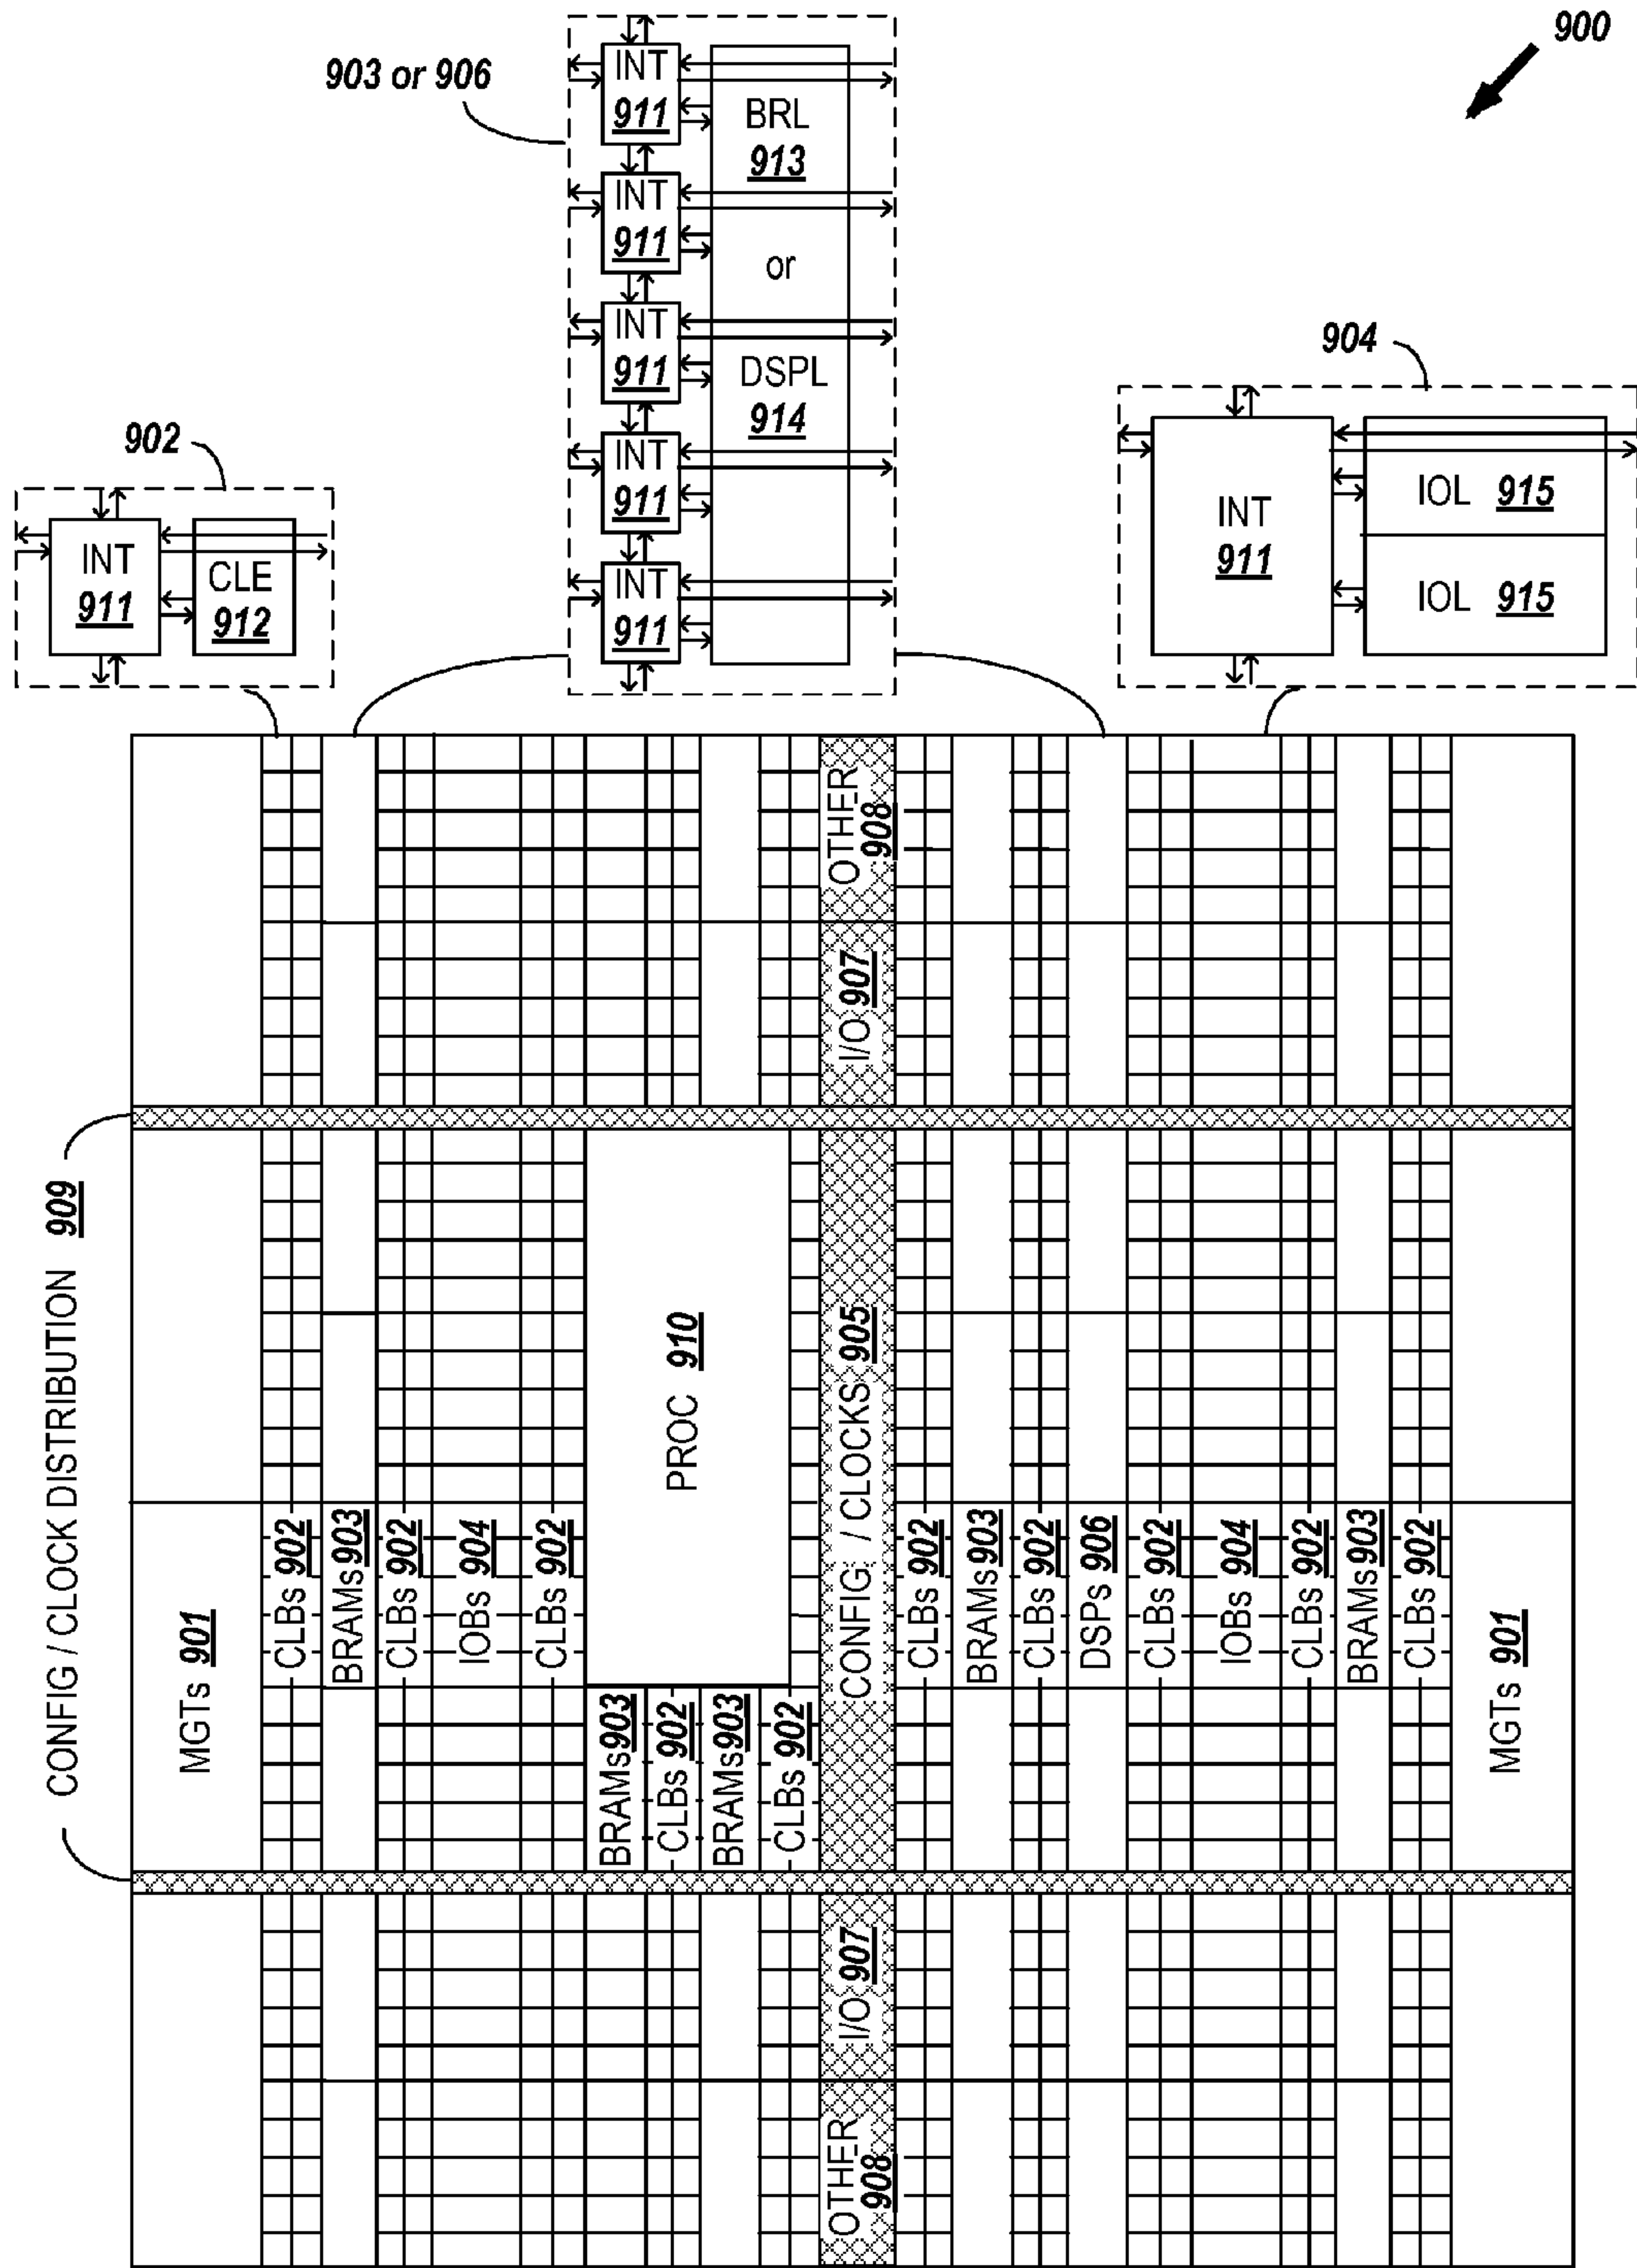 900
903 or 906
INT
911
INT
911
INT
911
INT
911
INT
911
BRL
913
or
DSPL
914
904
INT
911
IOL 915
IOL 915
902
INT
911
CLE
912
OTHER
908
I/O 907
CONFIG / CLOCK DISTRIBUTION 909
PROC 910
CONFIG / CLOCKS 905
MGTs 901
CLBs 902
BRAMs 903
CLBs 902
IOBs 904
CLBs 902
BRAMs 903
CLBs 902
BRAMs 903
CLBs 902
CLBs 902
BRAMs 903
CLBs 902
DSPs 906
CLBs 902
IOBs 904
CLBs 902
BRAMs 903
CLBs 902
MGTs 901
I/O 907
OTHER
908